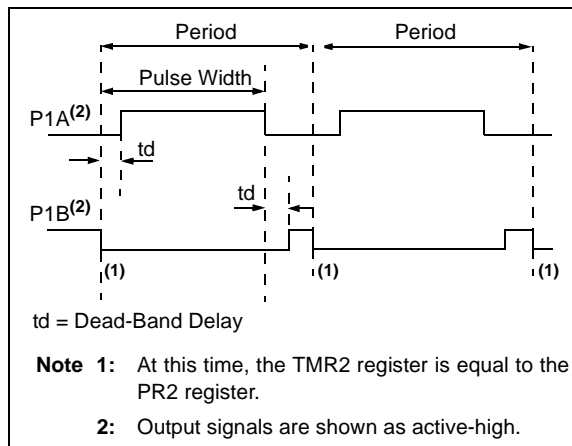 Period Period
Pulse Width
P1A(2)
td
td
P1B(2)
(1) (1) (1)
td = Dead-Band Delay
Note 1: At this time, the TMR2 register is equal to the
PR2 register.
2: Output signals are shown as active-high.